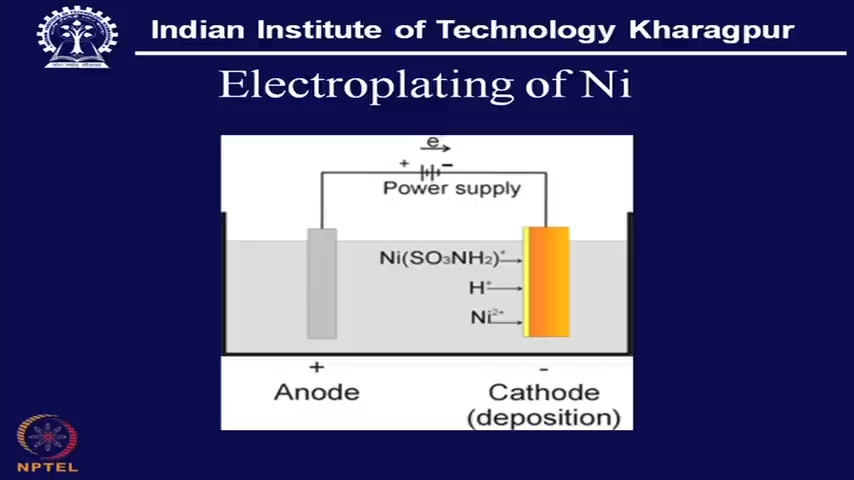 Indian Institute of Technology Kharagpur
Electroplating of Ni
e
+ −
Power supply
Ni(SO₃NH₂)⁺
H⁺
Ni²⁺
+ -
Anode Cathode
(deposition)
NPTEL